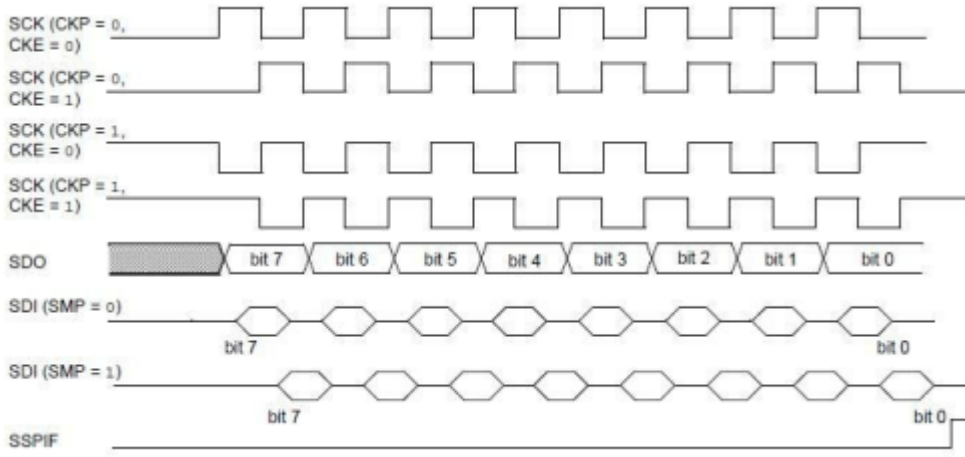 SCK (CKP = 0,
CKE = 0)
SCK (CKP = 0,
CKE = 1)
SCK (CKP = 1,
CKE = 0)
SCK (CKP = 1,
CKE = 1)
SDO
bit 7 bit 6 bit 5 bit 4 bit 3 bit 2 bit 1 bit 0
SDI (SMP = 0)
bit 7 bit 0
SDI (SMP = 1)
bit 7 bit 0
SSPIF